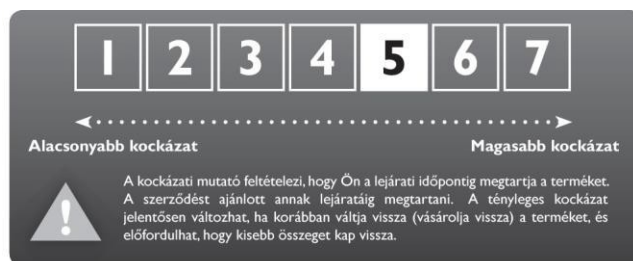 1 2 3 4 5 6 7
Alacsonyabb kockázat Magasabb kockázat
A kockázati mutató feltételezi, hogy Ön a lejárati időpontig megtartja a terméket.
A szerződést ajánlott annak lejáratáig megtartani. A tényleges kockázat
jelentősen változhat, ha korábban váltja vissza (vásárolja vissza) a terméket, és
előfordulhat, hogy kisebb összeget kap vissza.